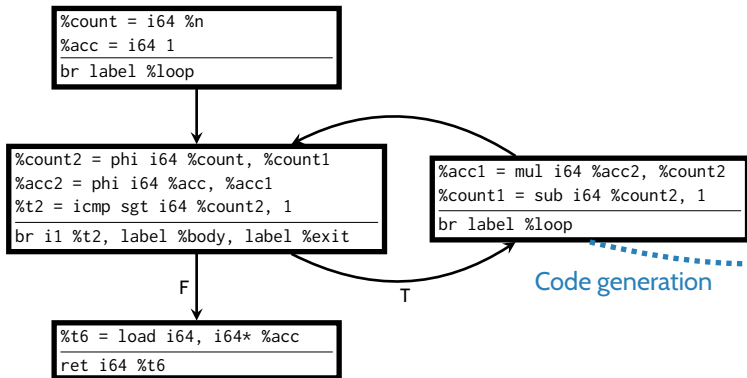 %count = i64 %n
%acc = i64 1
br label %loop
%count2 = phi i64 %count, %count1
%acc2 = phi i64 %acc, %acc1
%t2 = icmp sgt i64 %count2, 1
br i1 %t2, label %body, label %exit
%acc1 = mul i64 %acc2, %count2
%count1 = sub i64 %count2, 1
br label %loop
Code generation
F
T
%t6 = load i64, i64* %acc
ret i64 %t6